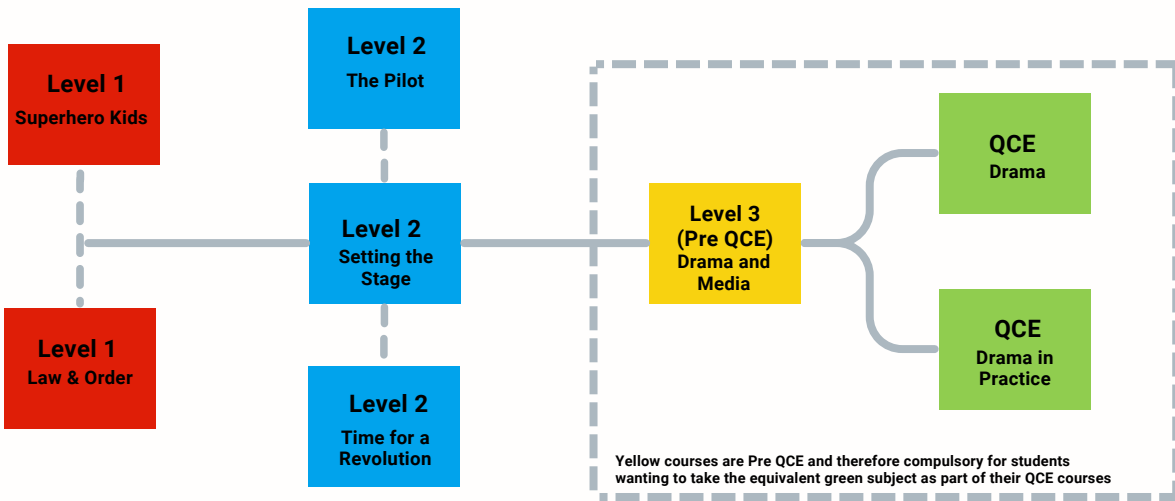 Level 1
Superhero Kids
Level 1
Law & Order
Level 2
The Pilot
Level 2
Setting the
Stage
Level 2
Time for a
Revolution
Level 3
(Pre QCE)
Drama and
Media
QCE
Drama
QCE
Drama in
Practice
Yellow courses are Pre QCE and therefore compulsory for students
wanting to take the equivalent green subject as part of their QCE courses